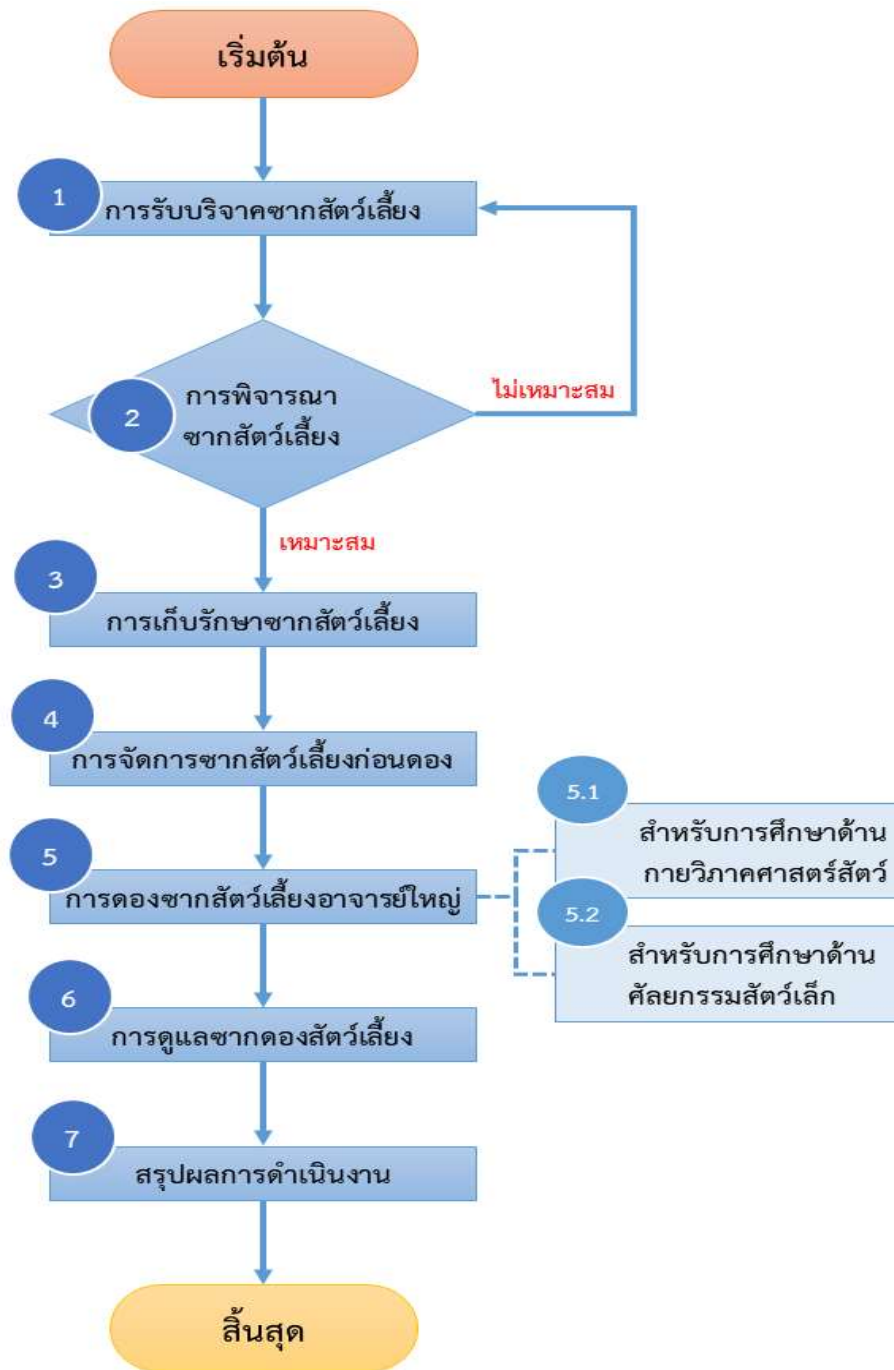 เริ่มต้น
1
การรับบริจาคซากสัตว์เลี้ยง
2
การพิจารณา
ซากสัตว์เลี้ยง
ไม่เหมาะสม
เหมาะสม
3
การเก็บรักษาซากสัตว์เลี้ยง
4
การจัดการซากสัตว์เลี้ยงก่อนดอง
5
การดองซากสัตว์เลี้ยงอาจารย์ใหญ่
5.1
สำหรับการศึกษาด้าน
กายวิภาคศาสตร์สัตว์
5.2
สำหรับการศึกษาด้าน
ศัลยกรรมสัตว์เล็ก
6
การดูแลซากดองสัตว์เลี้ยง
7
สรุปผลการดำเนินงาน
สิ้นสุด